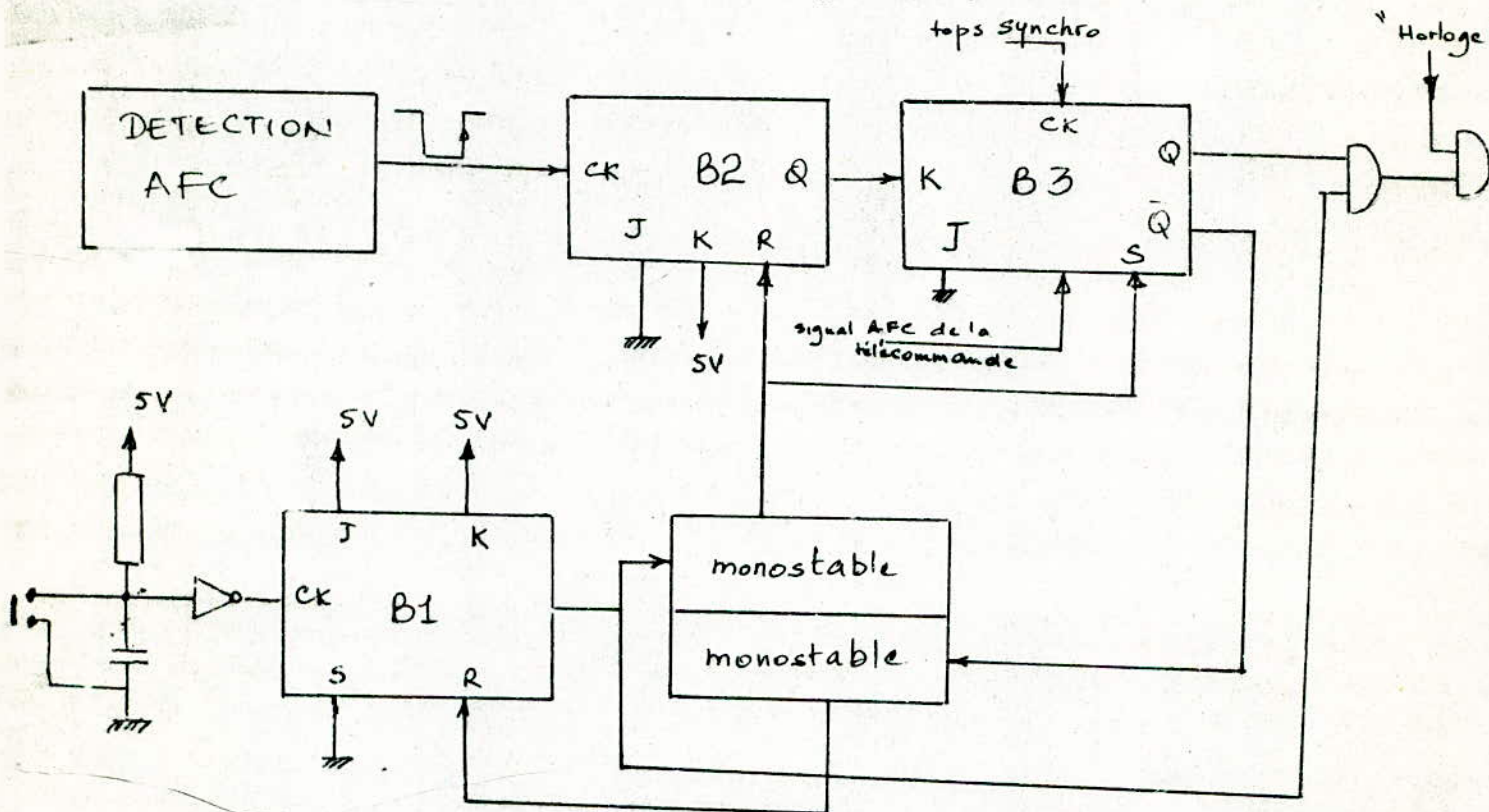 tops synchro
Horloge
DETECTION
AFC
CK
B2
Q
J
K
R
5V
CK
K
B3
Q
Q̄
J
S
signal AFC de la
télécommande
5V
5V
5V
J
K
CK
B1
S
R
monostable
monostable